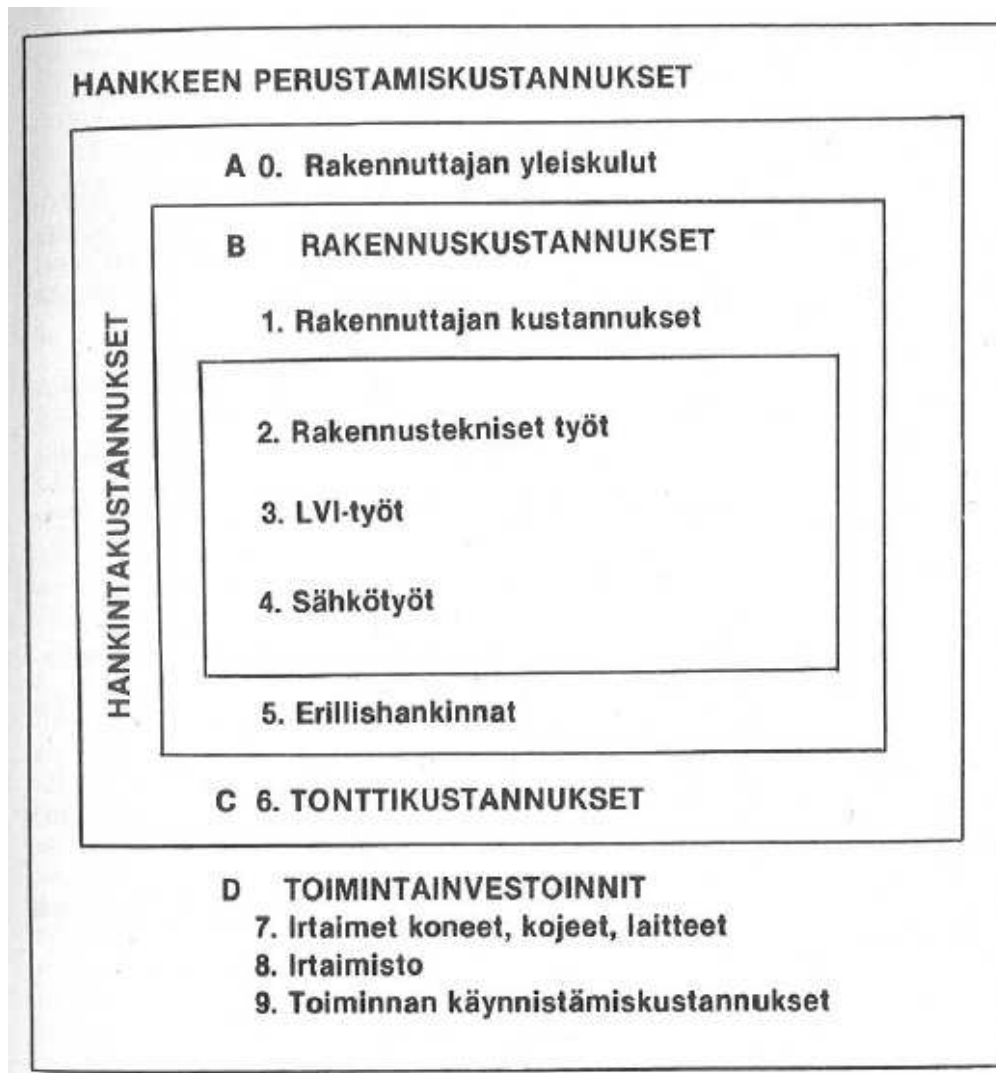 HANKKEEN PERUSTAMISKUSTANNUKSET
HANKINTAKUSTANNUKSET
A 0. Rakennuttajan yleiskulut
B RAKENNUSKUSTANNUKSET
1. Rakennuttajan kustannukset
2. Rakennustekniset työt
3. LVI-työt
4. Sähkötyöt
5. Erillishankinnat
C 6. TONTTIKUSTANNUKSET
D TOIMINTAINVESTOINNIT
7. Irtaimet koneet, kojeet, laitteet
8. Irtaimisto
9. Toiminnan käynnistämiskustannukset